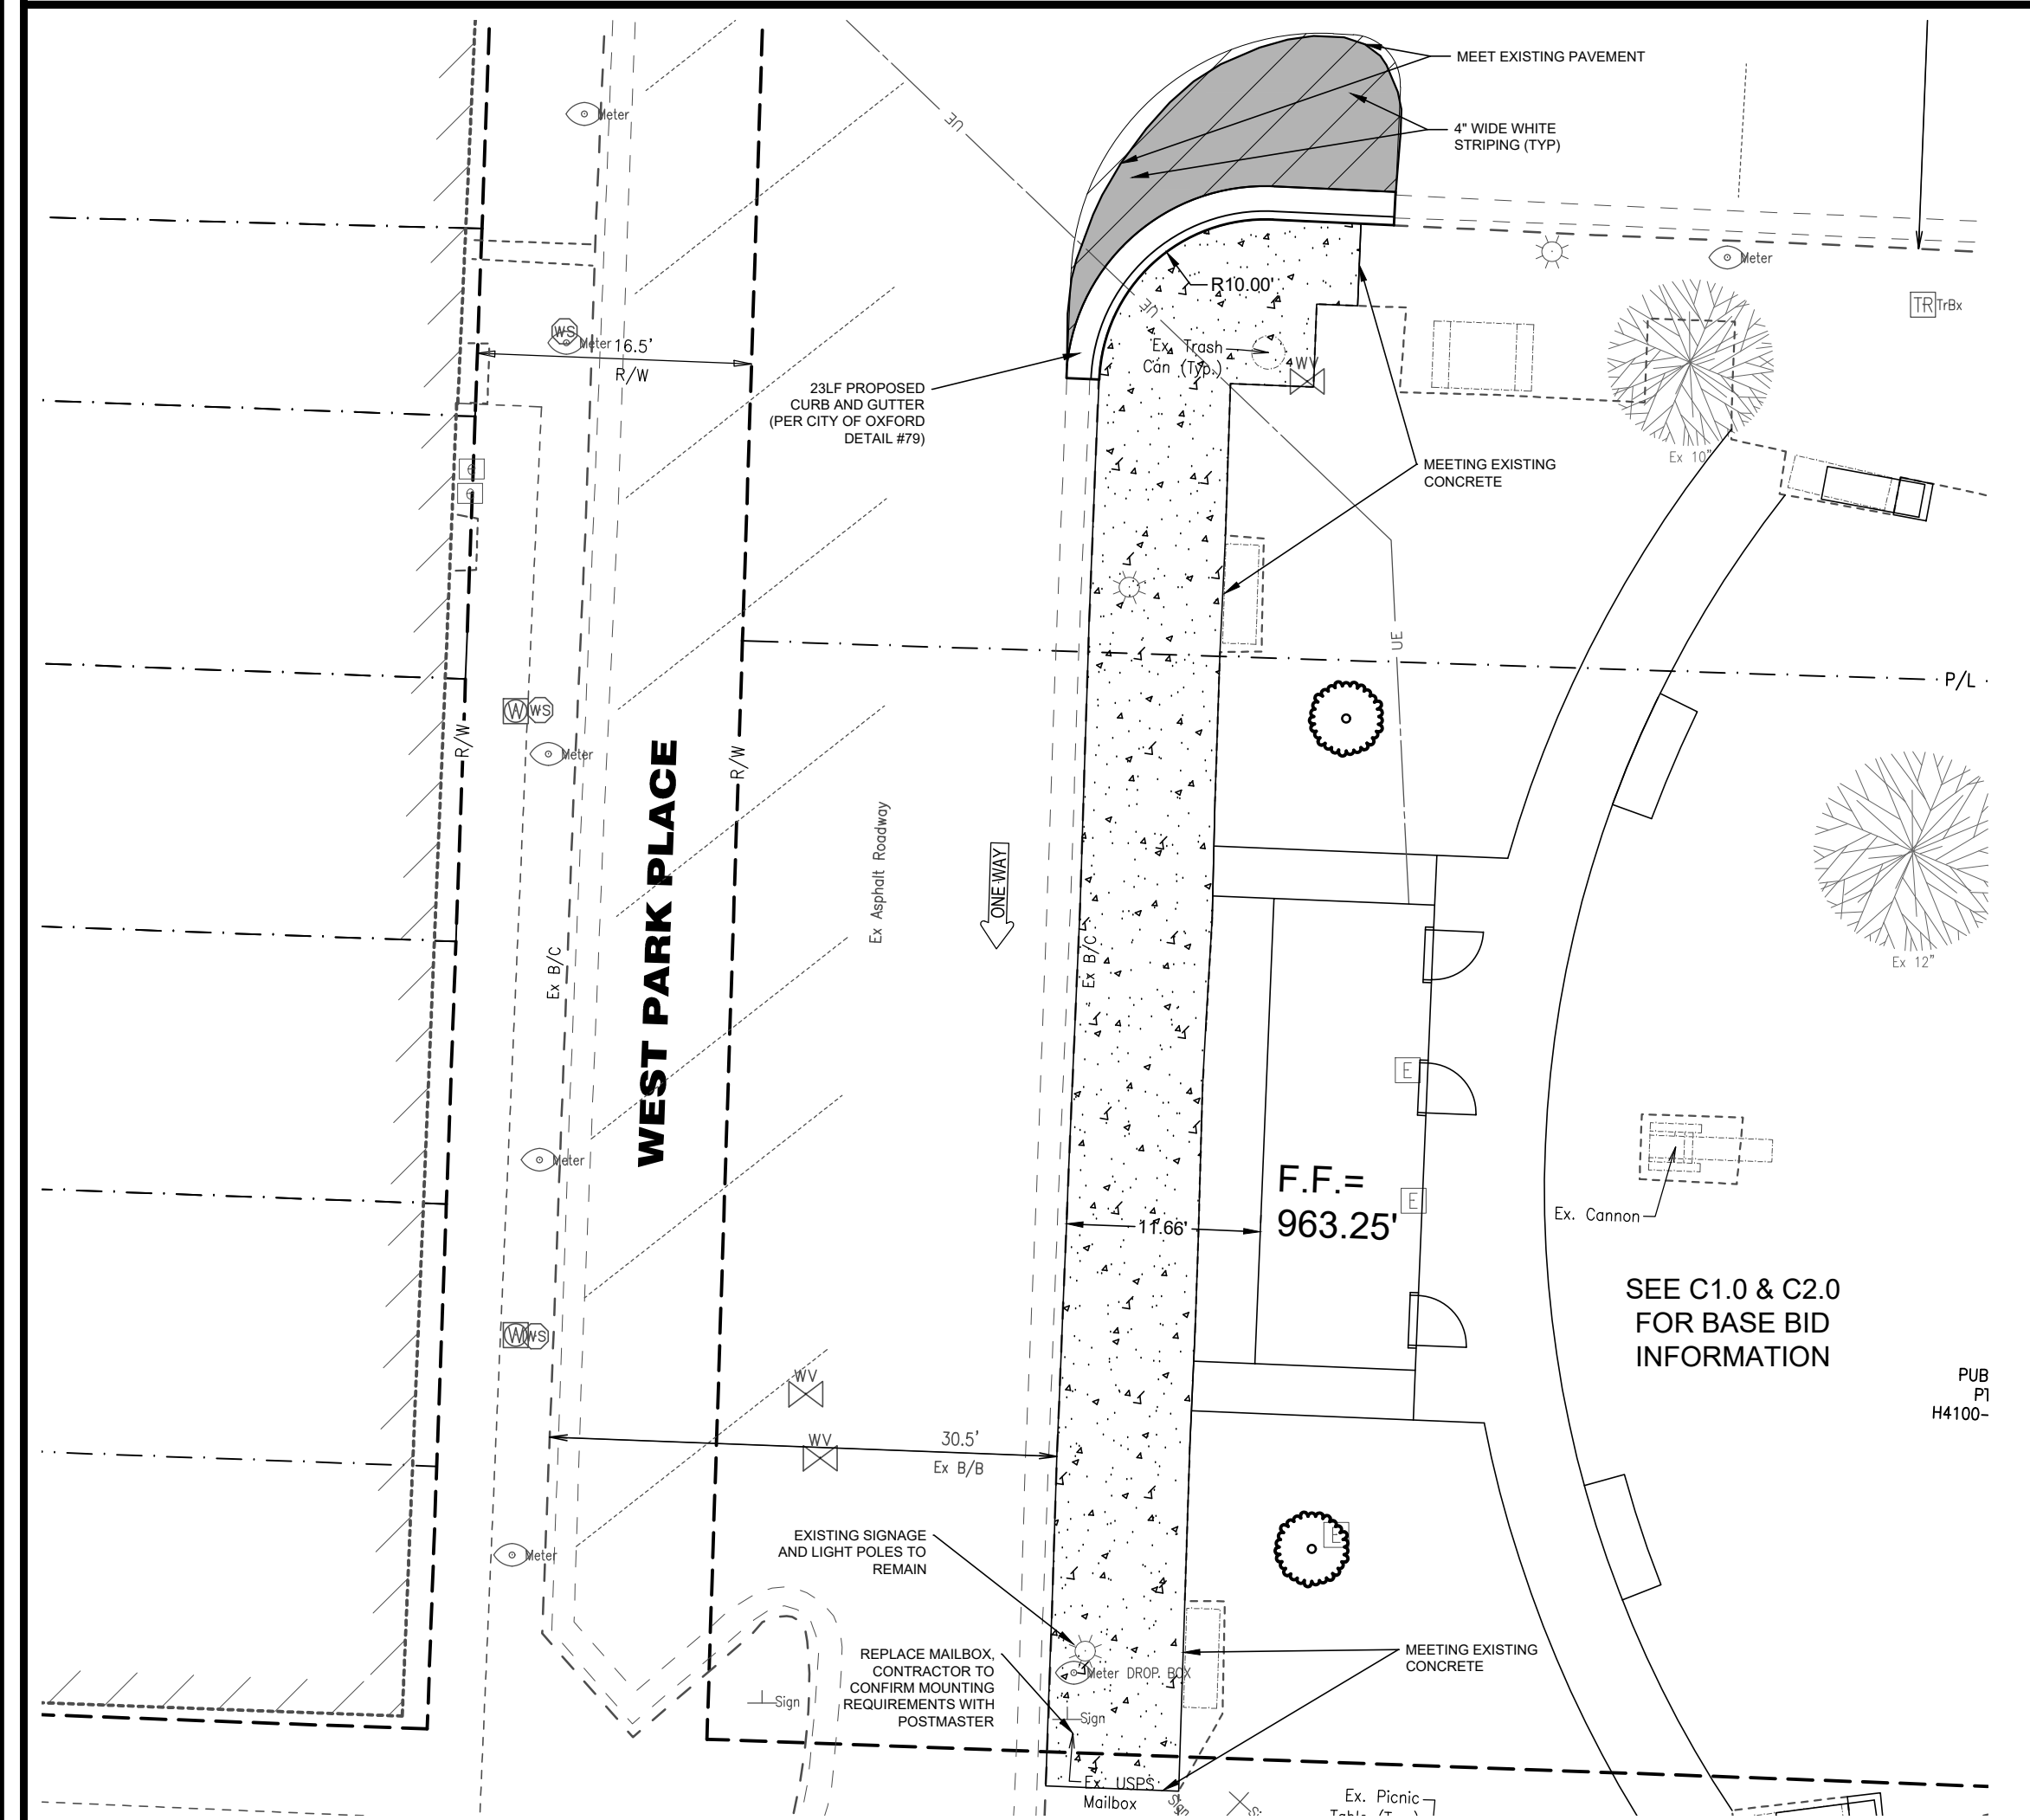 MEET EXISTING PAVEMENT
4" WIDE WHITE
STRIPING (TYP)
Meter
UE
Meter
TR TrBx
R10.00'
UE
WS
Meter
16.5'
R/W
Ex. Trash
Can (Typ.)
WV
23LF PROPOSED
CURB AND GUTTER
(PER CITY OF OXFORD
DETAIL #79)
MEETING EXISTING
CONCRETE
Ex 10"
e
e
UE
P/L
W WS
Meter
R/W
R/W
WEST PARK PLACE
Ex Asphalt Roadway
ONE WAY
Ex B/C
Ex B/C
Ex 12"
E
Meter
F.F.=
963.25'
E
11.66'
Ex. Cannon
SEE C1.0 & C2.0
FOR BASE BID
INFORMATION
W WS
WV
WV
30.5'
Ex B/B
PUB
H4100-
EXISTING SIGNAGE
AND LIGHT POLES TO
REMAIN
E
Meter
REPLACE MAILBOX,
CONTRACTOR TO
CONFIRM MOUNTING
REQUIREMENTS WITH
POSTMASTER
Meter DROP BOX
MEETING EXISTING
CONCRETE
Sign
Sign
Ex. USPS
Mailbox
Sign
Ex. Picnic